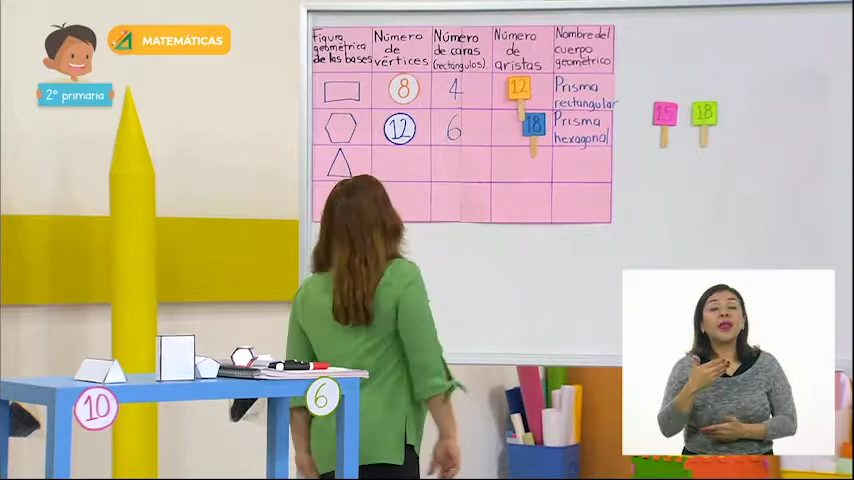 MATEMÁTICAS
2° primaria
Figura geométrica de las bases
Número de vértices
Número de caras (rectángulos)
Número de aristas
Nombre del cuerpo geométrico
8
4
12
Prisma rectangular
12
6
18
Prisma hexagonal
15
18
10
6